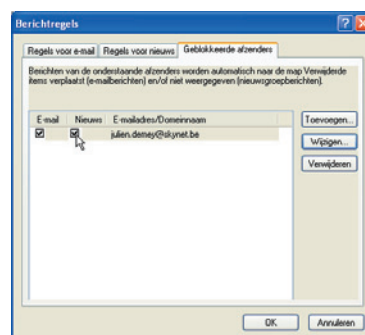 Berichtregels
Regels voor e-mail Regels voor nieuws Geblokkeerde afzenders
Berichten van de onderstaande afzenders worden automatisch naar de map Verwijderde
items verplaatst (e-mailberichten) en/of niet weergegeven (nieuwsgroep
berichten).
E-mail Nieuws E-mailadres/Domeinnaam
julien.demey@skynet.be
Toevoegen...
Wijzigen...
Verwijderen
OK Annuleren